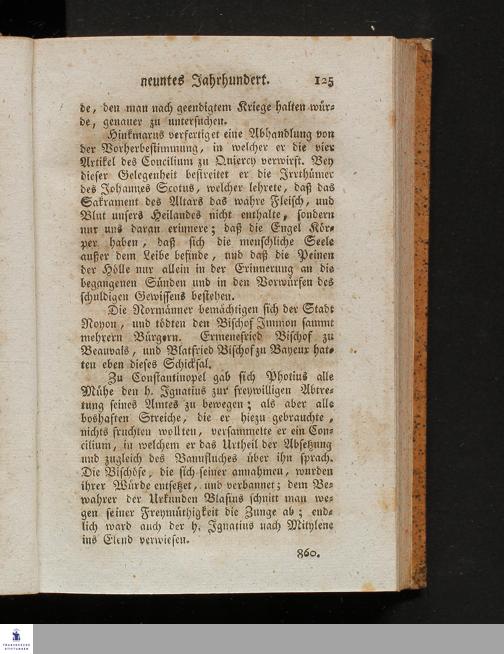 neuntes Jahrhundert. 125
de, den man nach geendigtem Kriege halten wür-
de, genauer zu untersuchen.
Hinkmarus verfertiget eine Abhandlung von
der Vorherbestimmung, in welcher er die vier
Artikel des Concilium zu Quiercy verwirft. Bey
dieser Gelegenheit bestreitet er die Irrthümer
des Johannes Scotus, welcher lehrete, daß das
Sakrament des Altars das wahre Fleisch, und
Blut unsers Heilandes nicht enthalte, sondern
nur uns daran erinnere; daß die Engel Kör-
per haben, daß sich die menschliche Seele
außer dem Leibe befinde, und daß die Peinen
der Hölle nur allein in der Erinnerung an die
begangenen Sünden und in den Vorwürfen des
schuldigen Gewissens bestehen.
Die Normänner bemächtigen sich der Stadt
Noyon, und tödten den Bischof Immon sammt
mehrern Bürgern. Ermenefried Bischof zu
Beauvais, und Blatfried Bischof zu Bayeux hat-
ten eben dieses Schicksal.
Zu Constantinopel gab sich Photius alle
Mühe den h. Ignatius zur freywilligen Abtre-
tung seines Amtes zu bewegen; als aber alle
boshaften Streiche, die er hiezu gebrauchte,
nichts fruchten wollten, versammelte er ein Con-
cilium, in welchem er das Urtheil der Absetzung
und zugleich des Bannfluches über ihn sprach.
Die Bischöfe, die sich seiner annahmen, wurden
ihrer Würde entsetzet, und verbannet; dem Be-
wahrer der Urkunden Blasius schnitt man we-
gen seiner Freymüthigkeit die Zunge ab; end-
lich ward auch der h. Ignatius nach Mitylene
ins Elend verwiesen.
860.